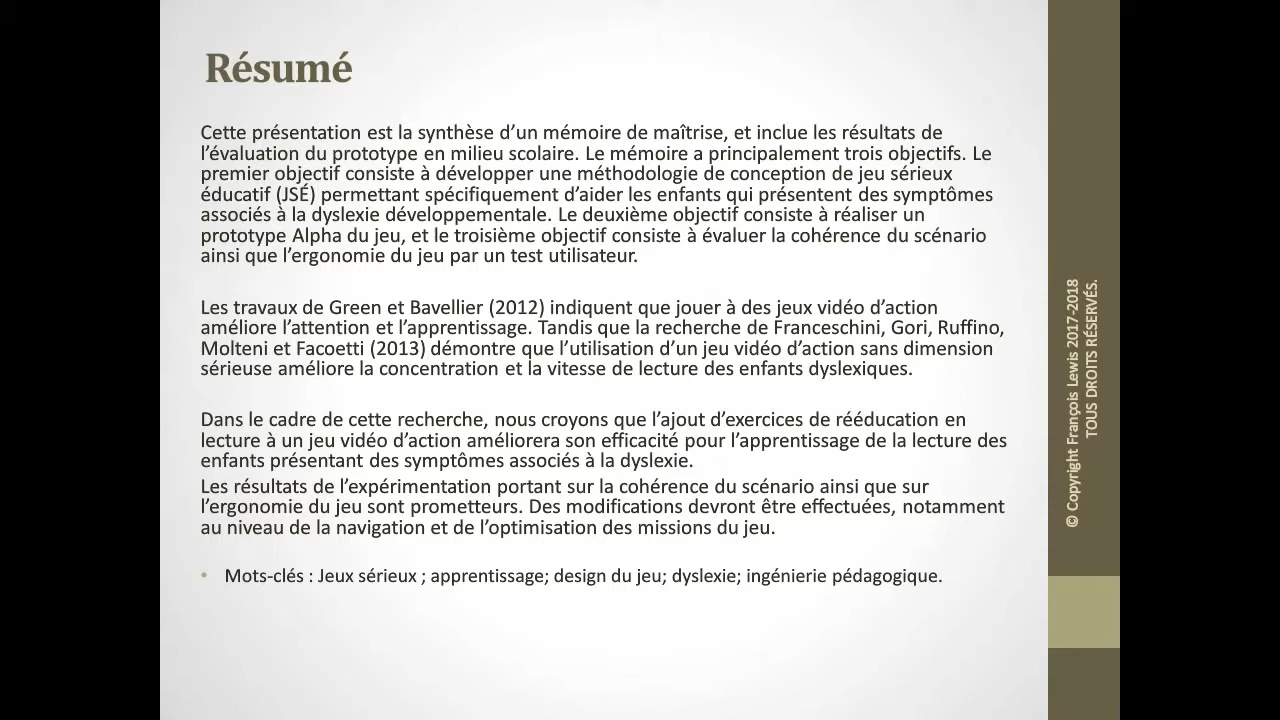 Résumé
Cette présentation est la synthèse d’un mémoire de maîtrise, et inclue les résultats de
l’évaluation du prototype en milieu scolaire. Le mémoire a principalement trois objectifs. Le
premier objectif consiste à développer une méthodologie de conception de jeu sérieux
éducatif (JSÉ) permettant spécifiquement d’aider les enfants qui présentent des symptômes
associés à la dyslexie développementale. Le deuxième objectif consiste à réaliser un
prototype Alpha du jeu, et le troisième objectif consiste à évaluer la cohérence du scénario
ainsi que l’ergonomie du jeu par un test utilisateur.
Les travaux de Green et Bavellier (2012) indiquent que jouer à des jeux vidéo d’action
améliore l’attention et l’apprentissage. Tandis que la recherche de Franceschini, Gori, Ruffino,
Molteni et Facoetti (2013) démontre que l’utilisation d’un jeu vidéo d’action sans dimension
sérieuse améliore la concentration et la vitesse de lecture des enfants dyslexiques.
Dans le cadre de cette recherche, nous croyons que l’ajout d’exercices de rééducation en
lecture à un jeu vidéo d’action améliorera son efficacité pour l’apprentissage de la lecture des
enfants présentant des symptômes associés à la dyslexie.
Les résultats de l’expérimentation portant sur la cohérence du scénario ainsi que sur
l’ergonomie du jeu sont prometteurs. Des modifications devront être effectuées, notamment
au niveau de la navigation et de l’optimisation des missions du jeu.
• Mots-clés : Jeux sérieux ; apprentissage; design du jeu; dyslexie; ingénierie pédagogique.
© Copyright François Lewis 2017-2018
TOUS DROITS RÉSERVÉS.